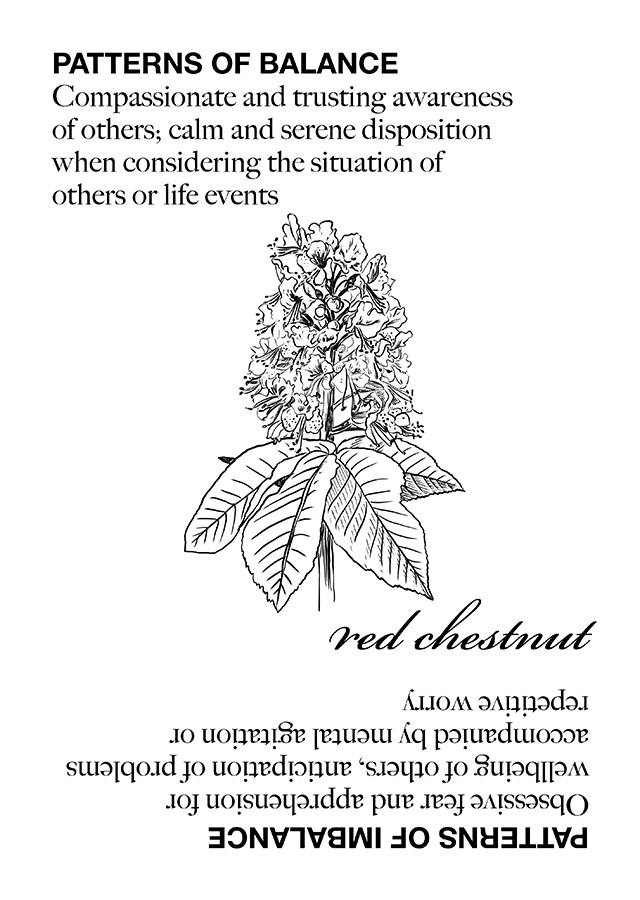 PATTERNS OF BALANCE
Compassionate and trusting awareness
of others; calm and serene disposition
when considering the situation of
others or life events
red chestnut
PATTERNS OF IMBALANCE
Obsessive fear and apprehension for
wellbeing of others, anticipation of problems
accompanied by mental agitation or
repetitive worry